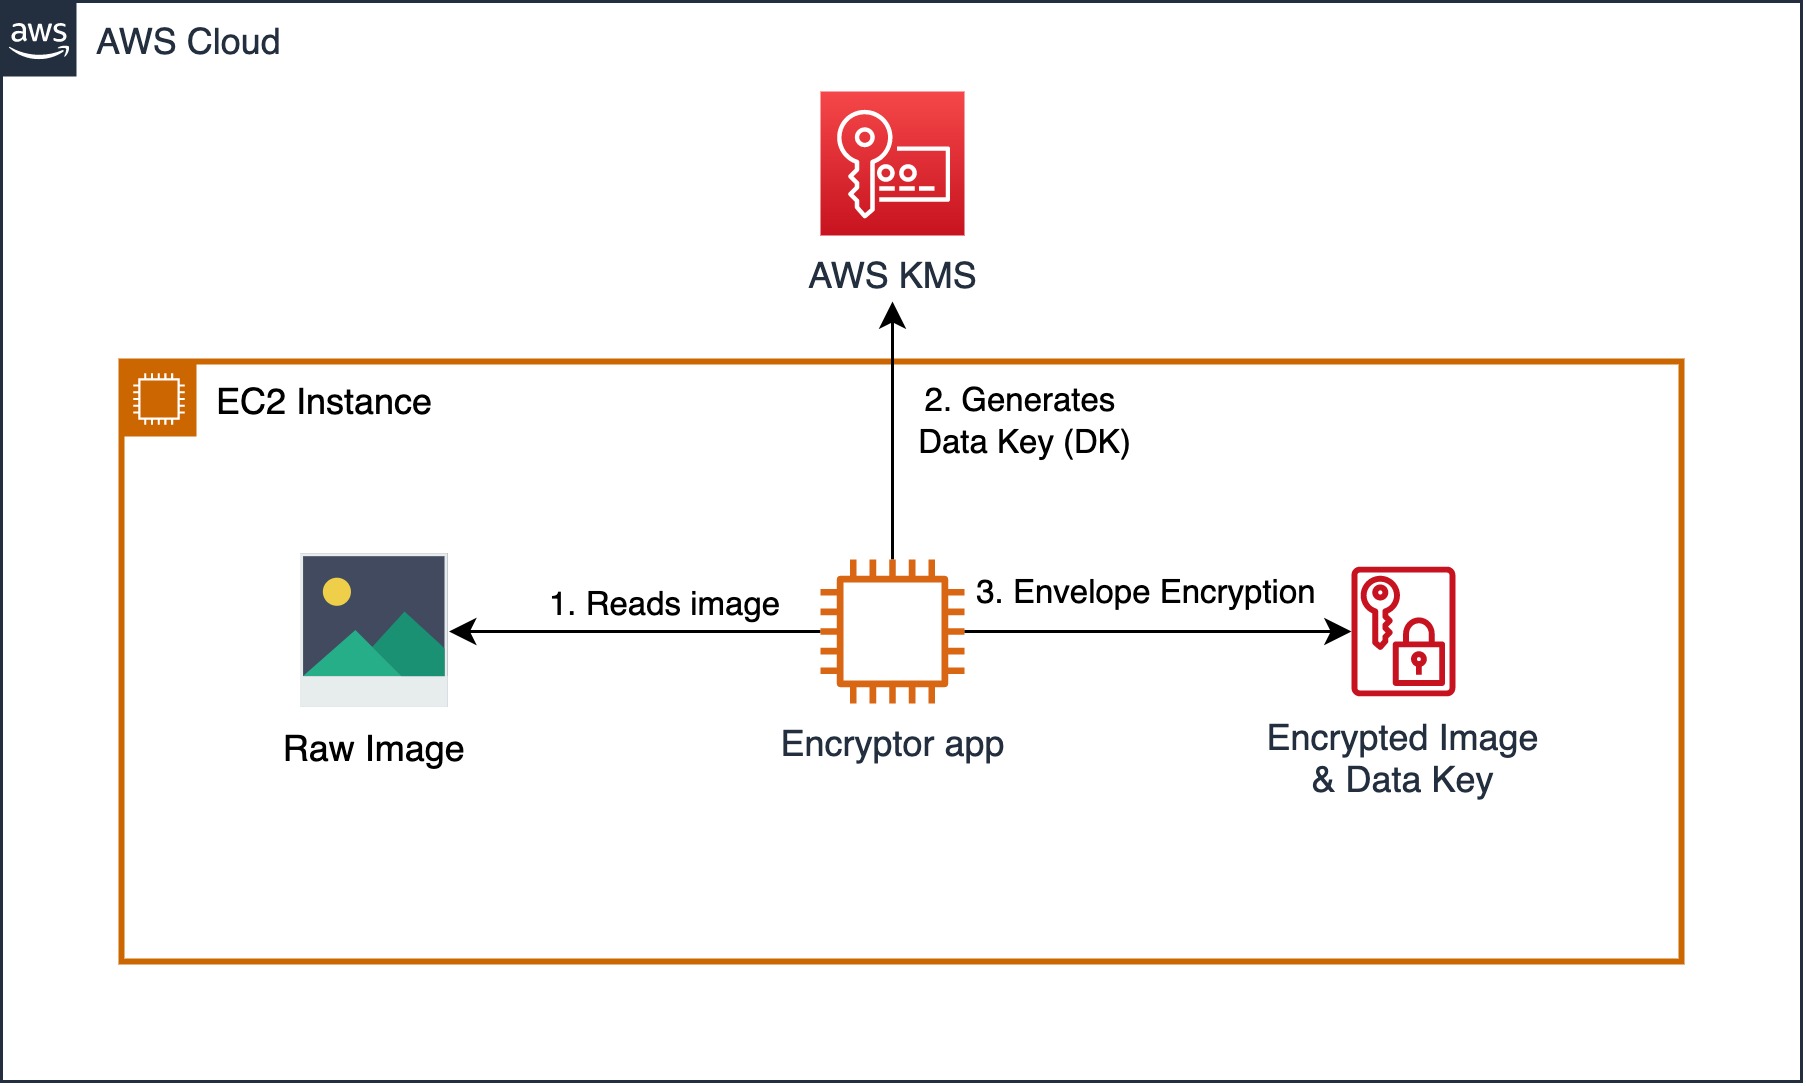 aws
AWS Cloud
AWS KMS
EC2 Instance
2. Generates
Data Key (DK)
1. Reads image
3. Envelope Encryption
Raw Image
Encryptor app
Encrypted Image
& Data Key